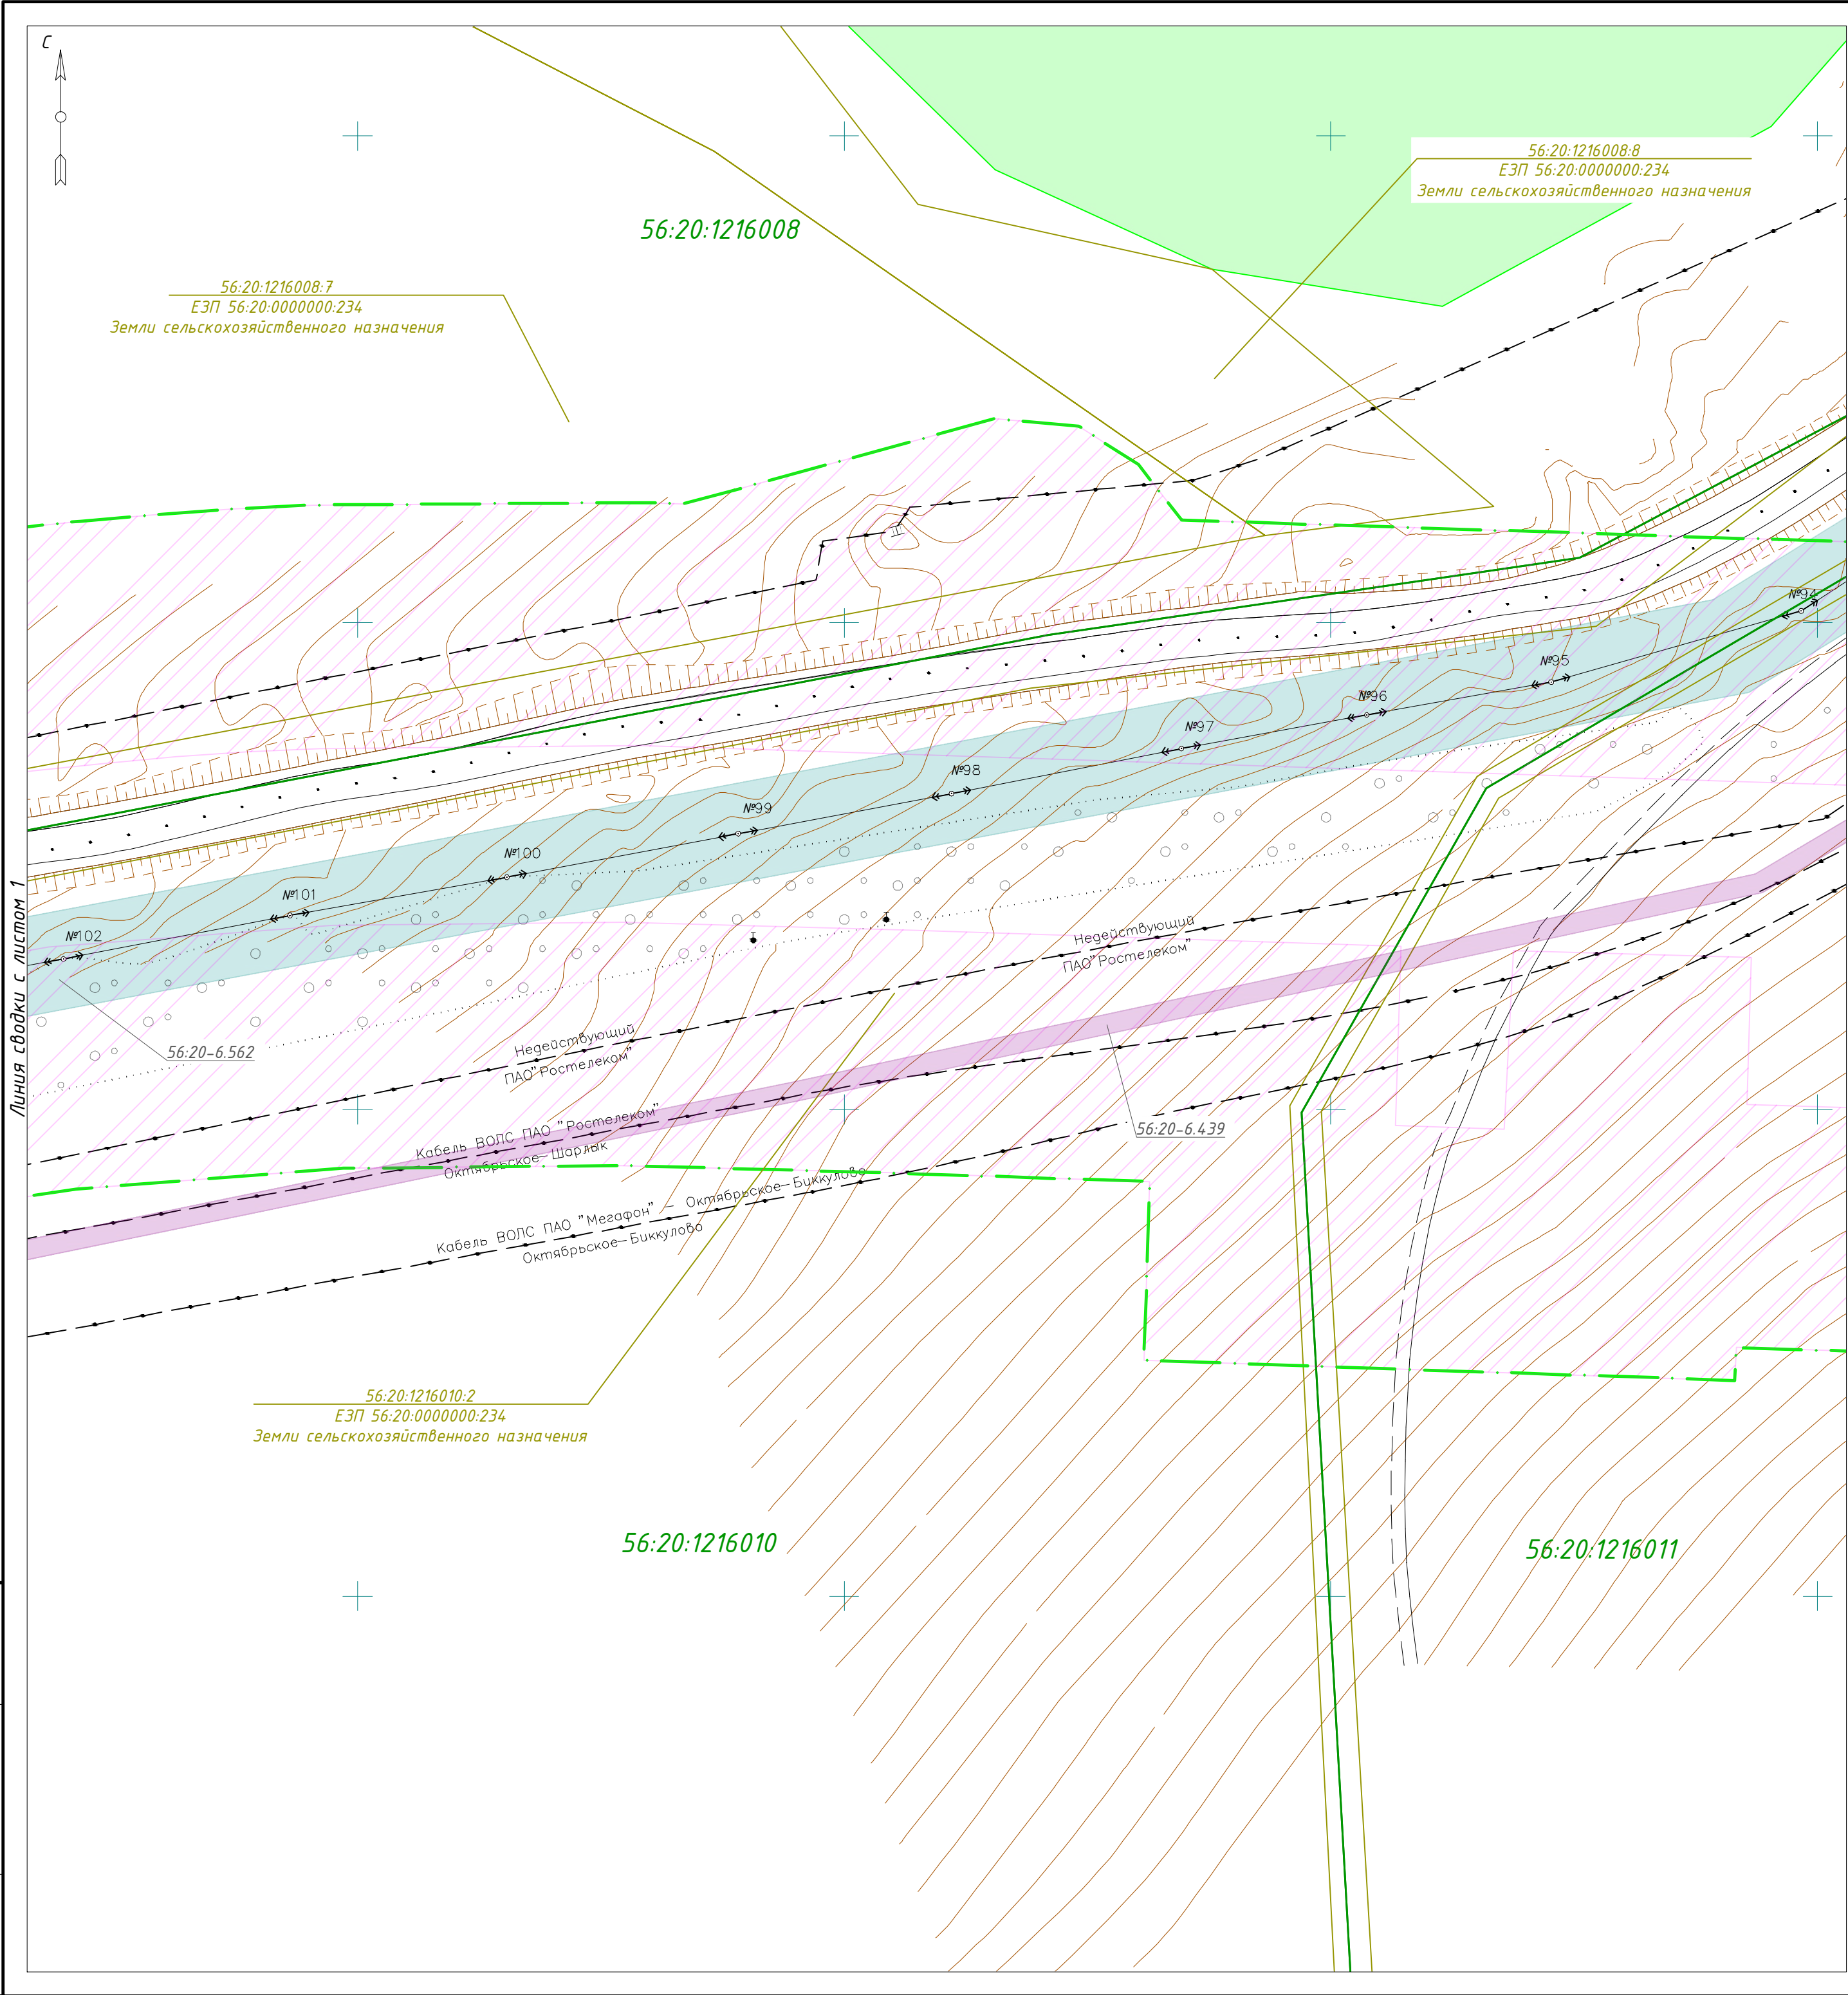 С
56:20:1216008:8
ЕЗП 56:20:0000000:234
Земли сельскохозяйственного назначения
56:20:1216008
56:20:1216008:7
ЕЗП 56:20:0000000:234
Земли сельскохозяйственного назначения
№94
№95
№96
№97
№98
№99
№100
№101
№102
Линия сводки с листом 1
Недействующий
ПАО"Ростелеком"
56:20-6.562
Недействующий
ПАО"Ростелеком"
56:20-6.439
Кабель ВОЛС ПАО "Ростелеком"
Октябрьское-Шарлык
Кабель ВОЛС ПАО "Мегафон" - Октябрьское-Биккулово
Октябрьское-Биккулово
56:20:1216010:2
ЕЗП 56:20:0000000:234
Земли сельскохозяйственного назначения
56:20:1216010
56:20:1216011